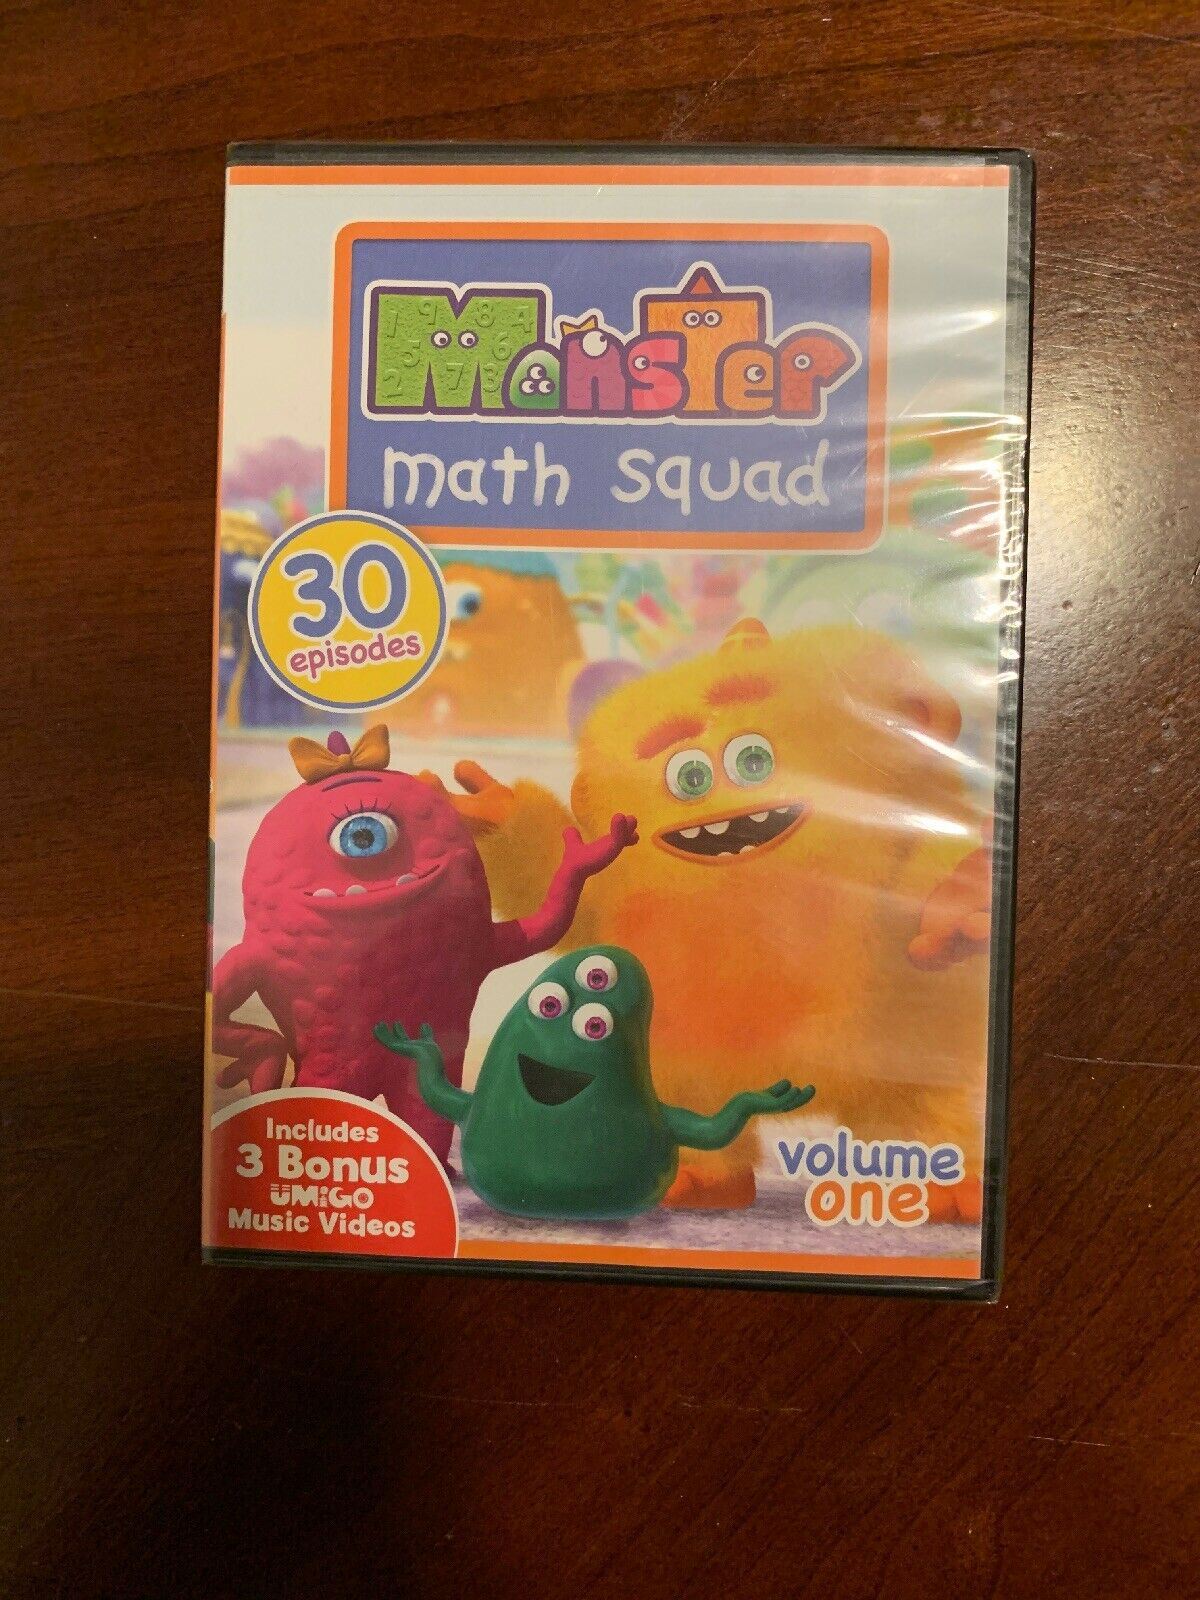 Monster
math squad
30
episodes
Includes
3 Bonus
UMiGO
Music Videos
volume
one